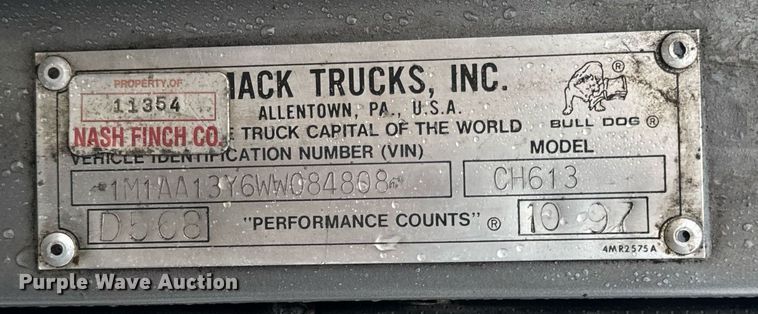 PROPERTY OF
11354
NASH FINCH CO.
MACK TRUCKS, INC.
ALLENTOWN, PA., U.S.A.
TRUCK CAPITAL OF THE WORLD
BULL DOG ®
VEHICLE IDENTIFICATION NUMBER (VIN)
MODEL
1M1AA13Y6WW084808
CH613
D568
"PERFORMANCE COUNTS" ®
10 97
4MR2575A
Purple Wave Auction